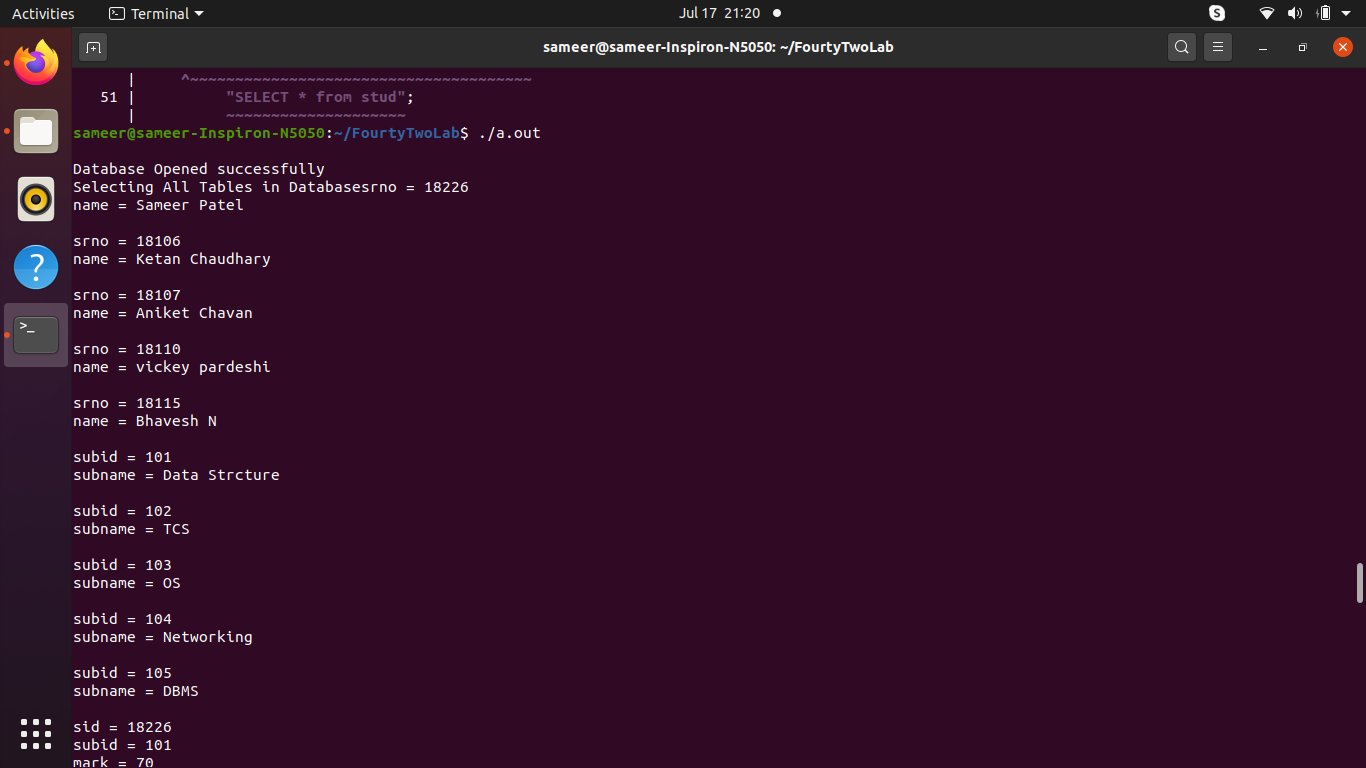 Activities Terminal Jul 17 21:20
sameer@sameer-Inspiron-N5050: ~/FourtyTwoLab
| ^~~~~~~~~~~~~~~~~~~~~~~~~~~~~~~~~~~~~~~
51 | "SELECT * from stud";
| ~~~~~~~~~~~~~~~~~~~~
sameer@sameer-Inspiron-N5050:~/FourtyTwoLab$ ./a.out
Database Opened successfully
Selecting All Tables in Databasesrno = 18226
name = Sameer Patel
srno = 18106
name = Ketan Chaudhary
srno = 18107
name = Aniket Chavan
srno = 18110
name = vickey pardeshi
srno = 18115
name = Bhavesh N
subid = 101
subname = Data Strcture
subid = 102
subname = TCS
subid = 103
subname = OS
subid = 104
subname = Networking
subid = 105
subname = DBMS
sid = 18226
subid = 101
mark = 70